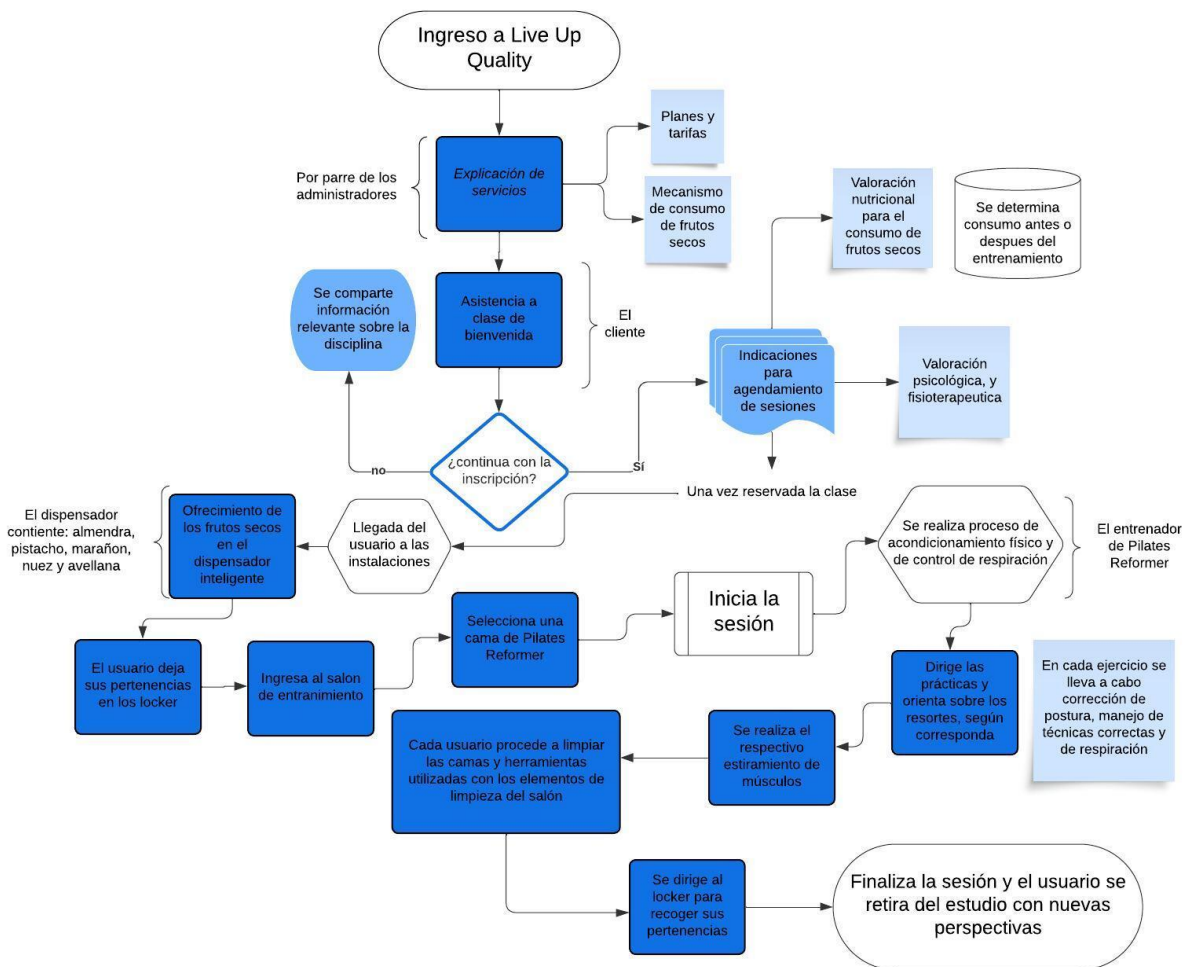 Ingreso a Live Up
Quality
Por parre de los
administradores
Explicación de
servicios
Planes y
tarifas
Mecanismo
de consumo
de frutos
secos
Valoración
nutricional
para el
consumo de
frutos secos
Se determina
consumo antes o
despues del
entrenamiento
Se comparte
información
relevante sobre la
disciplina
Asistencia a
clase de
bienvenida
El
cliente
Indicaciones
para
agendamiento
de sesiones
Valoración
psicológica, y
fisioterapeutica
¿continua con la
inscripción?
no
Sí
Una vez reservada la clase
El dispensador
contiente: almendra,
pistacho, marañon,
nuez y avellana
Ofrecimiento de
los frutos secos
en el
dispensador
inteligente
Llegada del
usuario a las
instalaciones
Se realiza proceso de
acondicionamiento físico y
de control de respiración
El entrenador
de Pilates
Reformer
Inicia la
sesión
Selecciona una
cama de Pilates
Reformer
El usuario deja
sus pertenencias
en los locker
Ingresa al salon
de entranimiento
Dirige las
prácticas y
orienta sobre los
resortes, según
corresponda
En cada ejercicio se
lleva a cabo
corrección de
postura, manejo de
técnicas correctas y
de respiración
Se realiza el
respectivo
estiramiento de
músculos
Cada usuario procede a limpiar
las camas y herramientas
utilizadas con los elementos de
limpieza del salón
Se dirige al
locker para
recoger sus
pertenencias
Finaliza la sesión y el usuario se
retira del estudio con nuevas
perspectivas